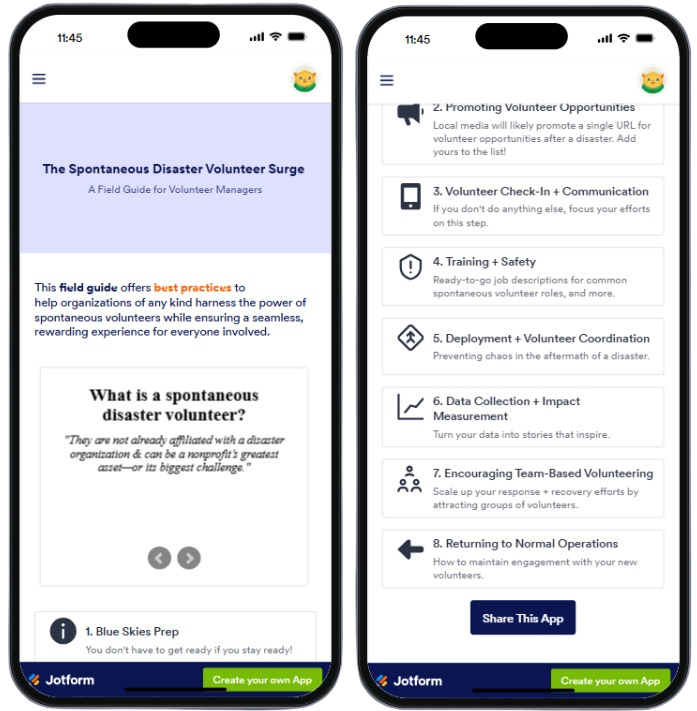 11:45
The Spontaneous Disaster Volunteer Surge
A Field Guide for Volunteer Managers
This field guide offers best practices to
help organizations of any kind harness the power of
spontaneous volunteers while ensuring a seamless,
rewarding experience for everyone involved.
What is a spontaneous
disaster volunteer?
"They are not already affiliated with a disaster
organization & can be a nonprofit's greatest
asset—or its biggest challenge."
1. Blue Skies Prep
You don't have to get ready if you stay ready!
Jotform
Create your own App
11:45
2. Promoting Volunteer Opportunities
Local media will likely promote a single URL for
volunteer opportunities after a disaster. Add
yours to the list!
3. Volunteer Check-In + Communication
If you don't do anything else, focus your efforts
on this step.
4. Training + Safety
Ready-to-go job descriptions for common
spontaneous volunteer roles, and more.
5. Deployment + Volunteer Coordination
Preventing chaos in the aftermath of a disaster.
6. Data Collection + Impact
Measurement
Turn your data into stories that inspire.
7. Encouraging Team-Based Volunteering
Scale up your response + recovery efforts by
attracting groups of volunteers.
8. Returning to Normal Operations
How to maintain engagement with your new
volunteers.
Share This App
Jotform
Create your own App